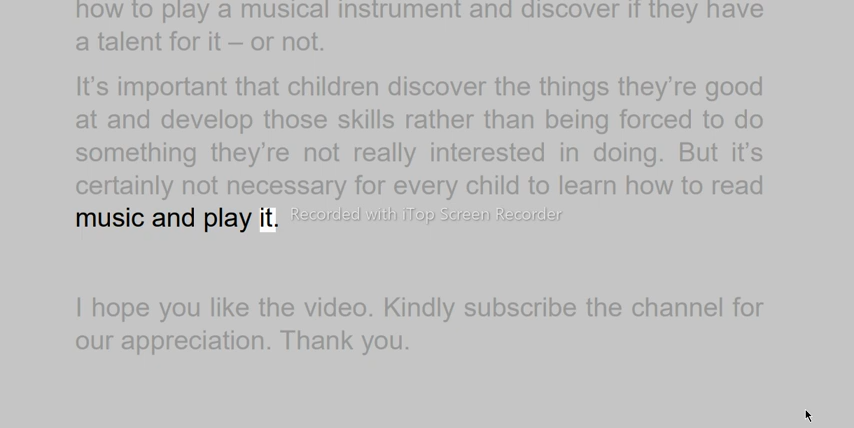 how to play a musical instrument and discover if they have
a talent for it – or not.
It’s important that children discover the things they’re good
at and develop those skills rather than being forced to do
something they’re not really interested in doing. But it’s
certainly not necessary for every child to learn how to read
music and play it. Recorded with iTop Screen Recorder
I hope you like the video. Kindly subscribe the channel for
our appreciation. Thank you.